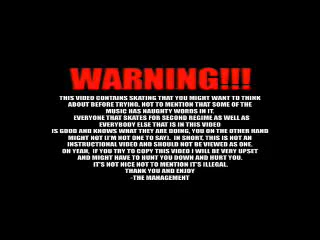 WARNING!!!
THIS VIDEO CONTAINS SKATING THAT YOU MIGHT WANT TO THINK
ABOUT BEFORE TRYING, NOT TO MENTION THAT SOME OF THE
MUSIC HAS NAUGHTY WORDS IN IT.
EVERYONE THAT SKATES FOR SECOND REGIME AS WELL AS
EVERYBODY ELSE THAT IS IN THIS VIDEO
IS GOOD AND KNOWS WHAT THEY ARE DOING, YOU ON THE OTHER HAND
MIGHT NOT (I'M NOT ONE TO SAY). IN SHORT, THIS IS NOT AN
INSTRUCTIONAL VIDEO AND SHOULD NOT BE VIEWED AS ONE.
OH YEAH, IF YOU TRY TO COPY THIS VIDEO I WILL BE VERY UPSET
AND MIGHT HAVE TO HUNT YOU DOWN AND HURT YOU.
IT'S NOT NICE NOT TO MENTION IT'S ILLEGAL.
THANK YOU AND ENJOY
-THE MANAGEMENT